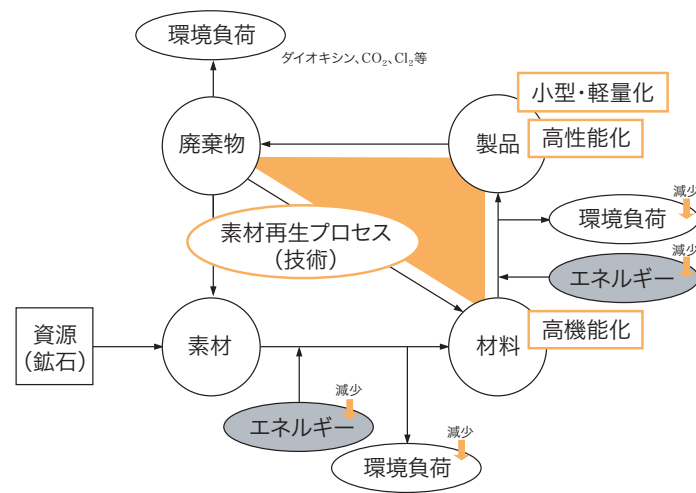 環境負荷
ダイオキシン、CO₂、Cl₂等
小型・軽量化
廃棄物
製品
高性能化
減少
環境負荷
素材再生プロセス
（技術）
減少
エネルギー
資源
（鉱石）
素材
材料
高機能化
減少
エネルギー
減少
環境負荷